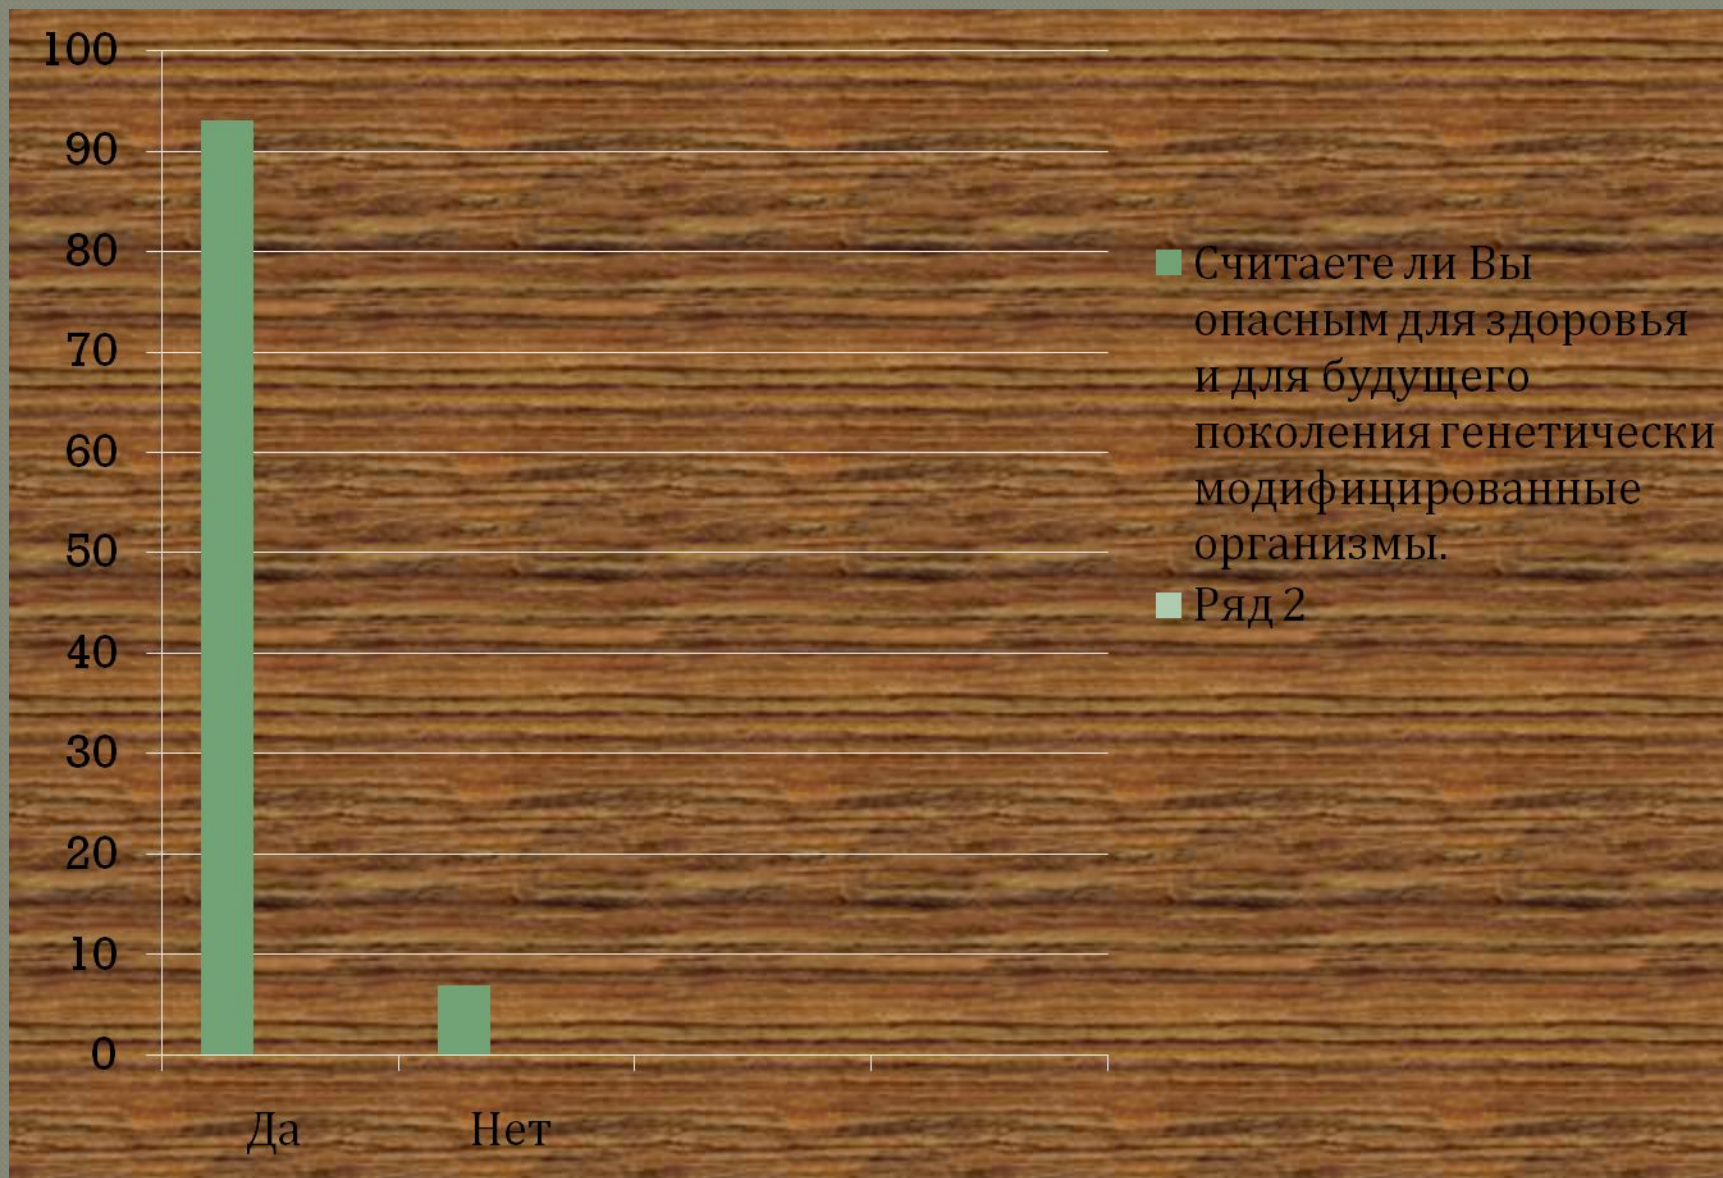 100
90
80
70
60
50
40
30
20
10
0
Да Нет
Считаете ли Вы
опасным для здоровья
и для будущего
поколения генетически
модифицированные
организмы.
Ряд 2